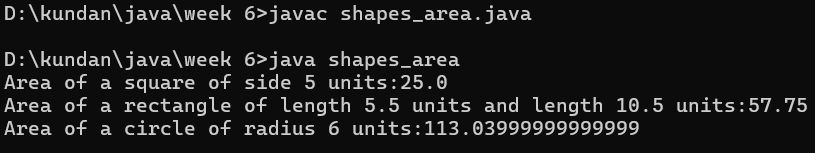 D:\kundan\java\week 6>javac shapes_area.java
D:\kundan\java\week 6>java shapes_area
Area of a square of side 5 units:25.0
Area of a rectangle of length 5.5 units and length 10.5 units:57.75
Area of a circle of radius 6 units:113.03999999999999